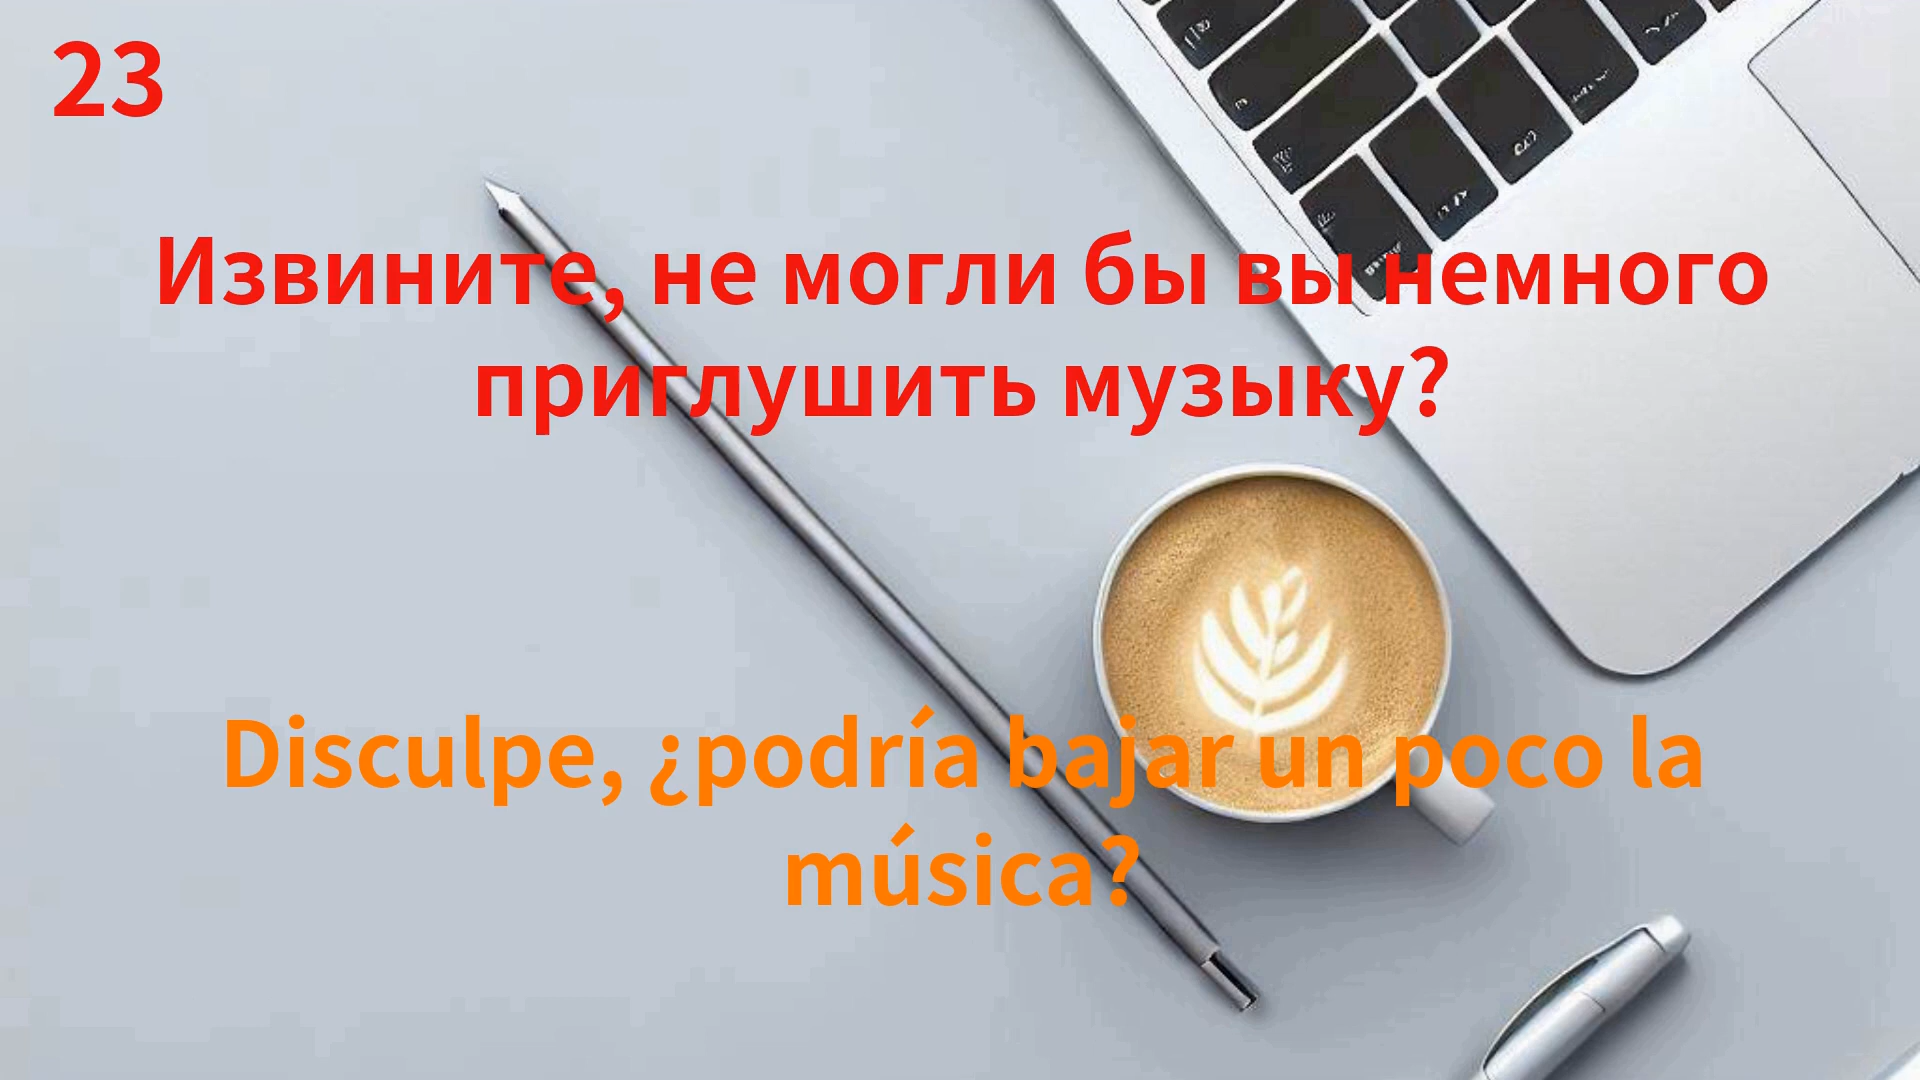 23
Извините, не могли бы вы немного
приглушить музыку?
Disculpe, ¿podría bajar un poco la
música?